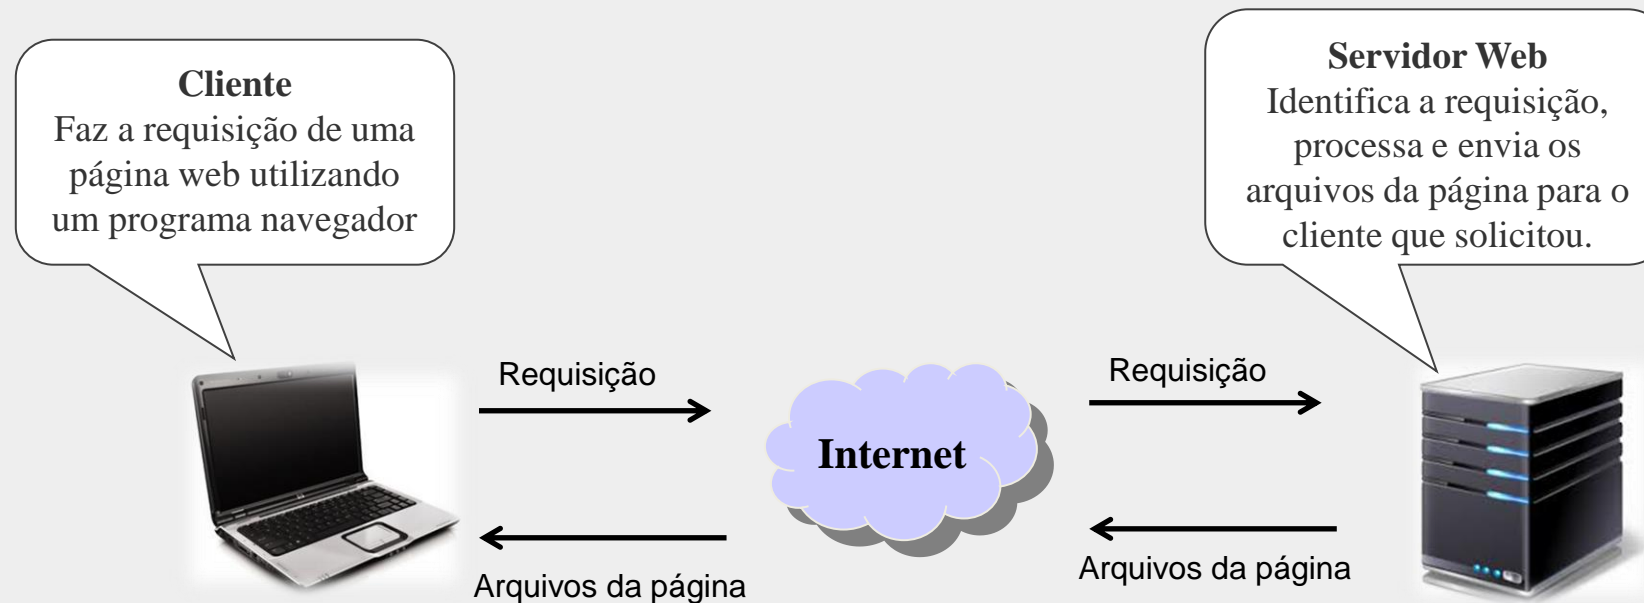 Cliente
Faz a requisição de uma
página web utilizando
um programa navegador
Servidor Web
Identifica a requisição,
processa e envia os
arquivos da página para o
cliente que solicitou.
Requisição
Internet
Requisição
Arquivos da página
Arquivos da página